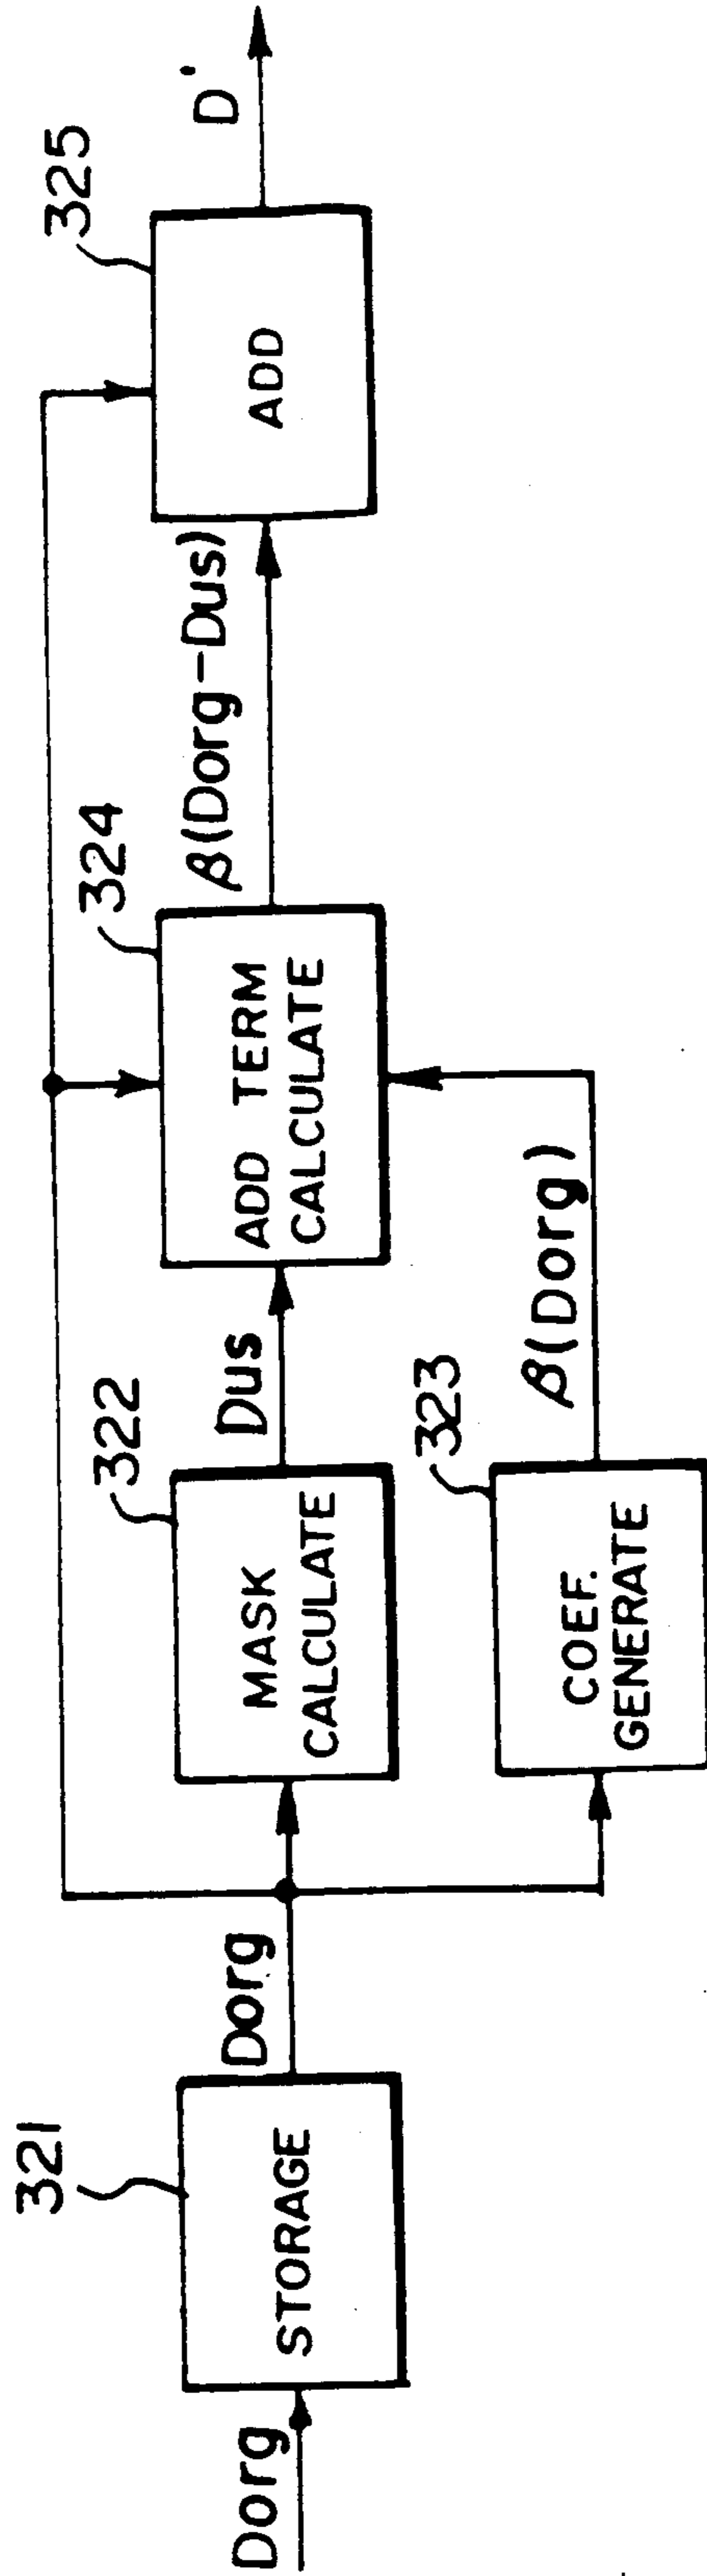 Dorg
321
STORAGE
Dorg
322
MASK
CALCULATE
Dus
323
COEF.
GENERATE
β(Dorg)
324
ADD TERM
CALCULATE
β(Dorg-Dus)
325
ADD
D'